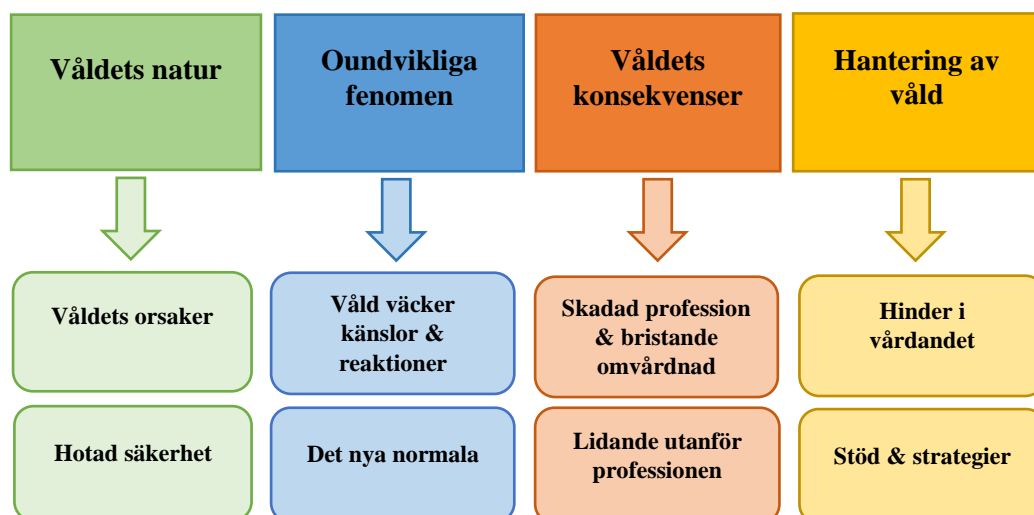 Våldets natur
Oundvikliga
fenomen
Våldets
konsekvenser
Hantering av
våld
Våldets orsaker
Våld väcker
känslor &
reaktioner
Skadad profession
& bristande
omvårdnad
Hinder i
vårdandet
Hotad säkerhet
Det nya normala
Lidande utanför
professionen
Stöd & strategier